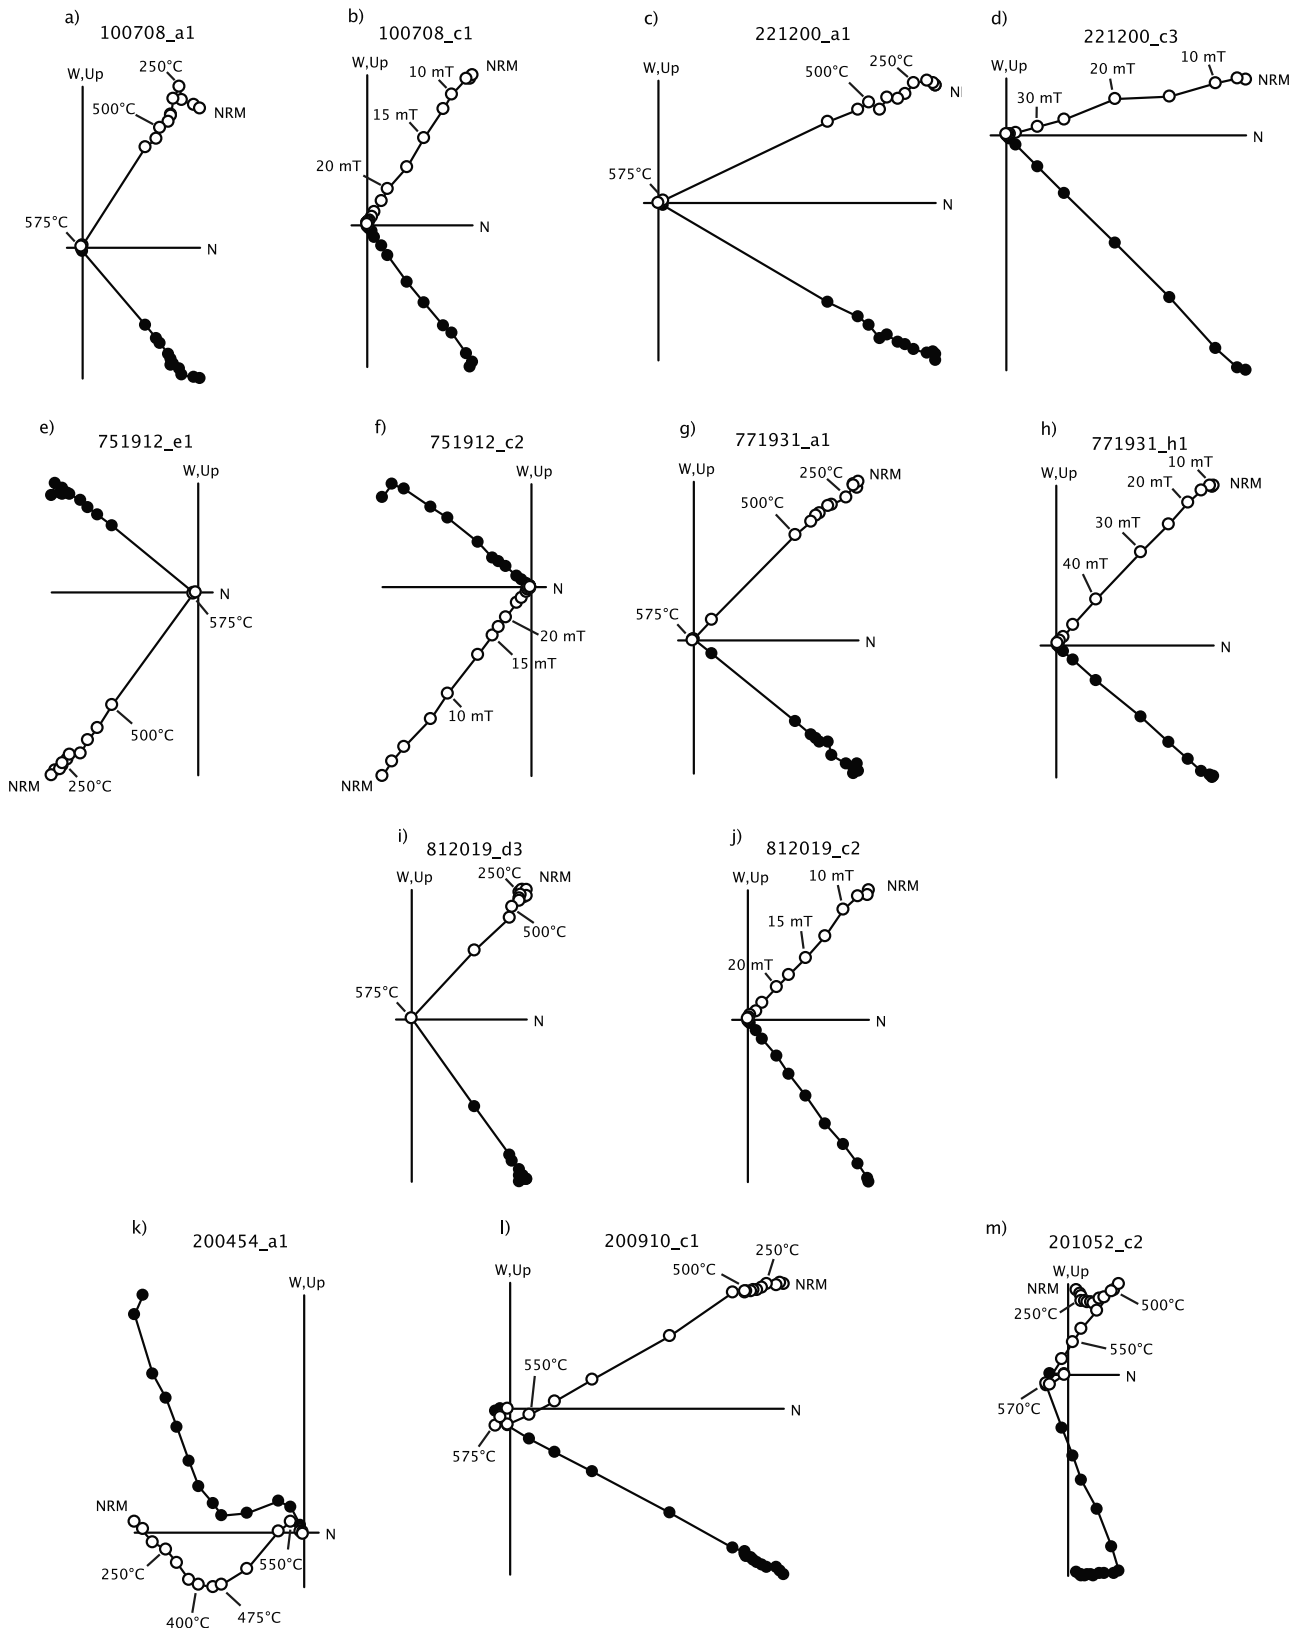 a)
100708_a1
W,Up
250°C
500°C
NRM
575°C
N
b)
100708_c1
W,Up
10 mT
NRM
15 mT
20 mT
N
c)
221200_a1
W,Up
500°C
250°C
575°C
N
d)
221200_c3
W,Up
20 mT
10 mT
NRM
30 mT
N
e)
751912_e1
W,Up
N
575°C
500°C
NRM
250°C
f)
751912_c2
W,Up
N
20 mT
15 mT
10 mT
NRM
g)
771931_a1
W,Up
250°C
NRM
500°C
575°C
N
h)
771931_h1
W,Up
10 mT
NRM
20 mT
30 mT
40 mT
N
i)
812019_d3
W,Up
250°C
NRM
500°C
575°C
N
j)
812019_c2
W,Up
10 mT
NRM
15 mT
20 mT
N
k)
200454_a1
W,Up
NRM
N
250°C
550°C
400°C
475°C
l)
200910_c1
W,Up
500°C
250°C
NRM
550°C
N
575°C
m)
201052_c2
W,Up
NRM
250°C
500°C
550°C
N
570°C